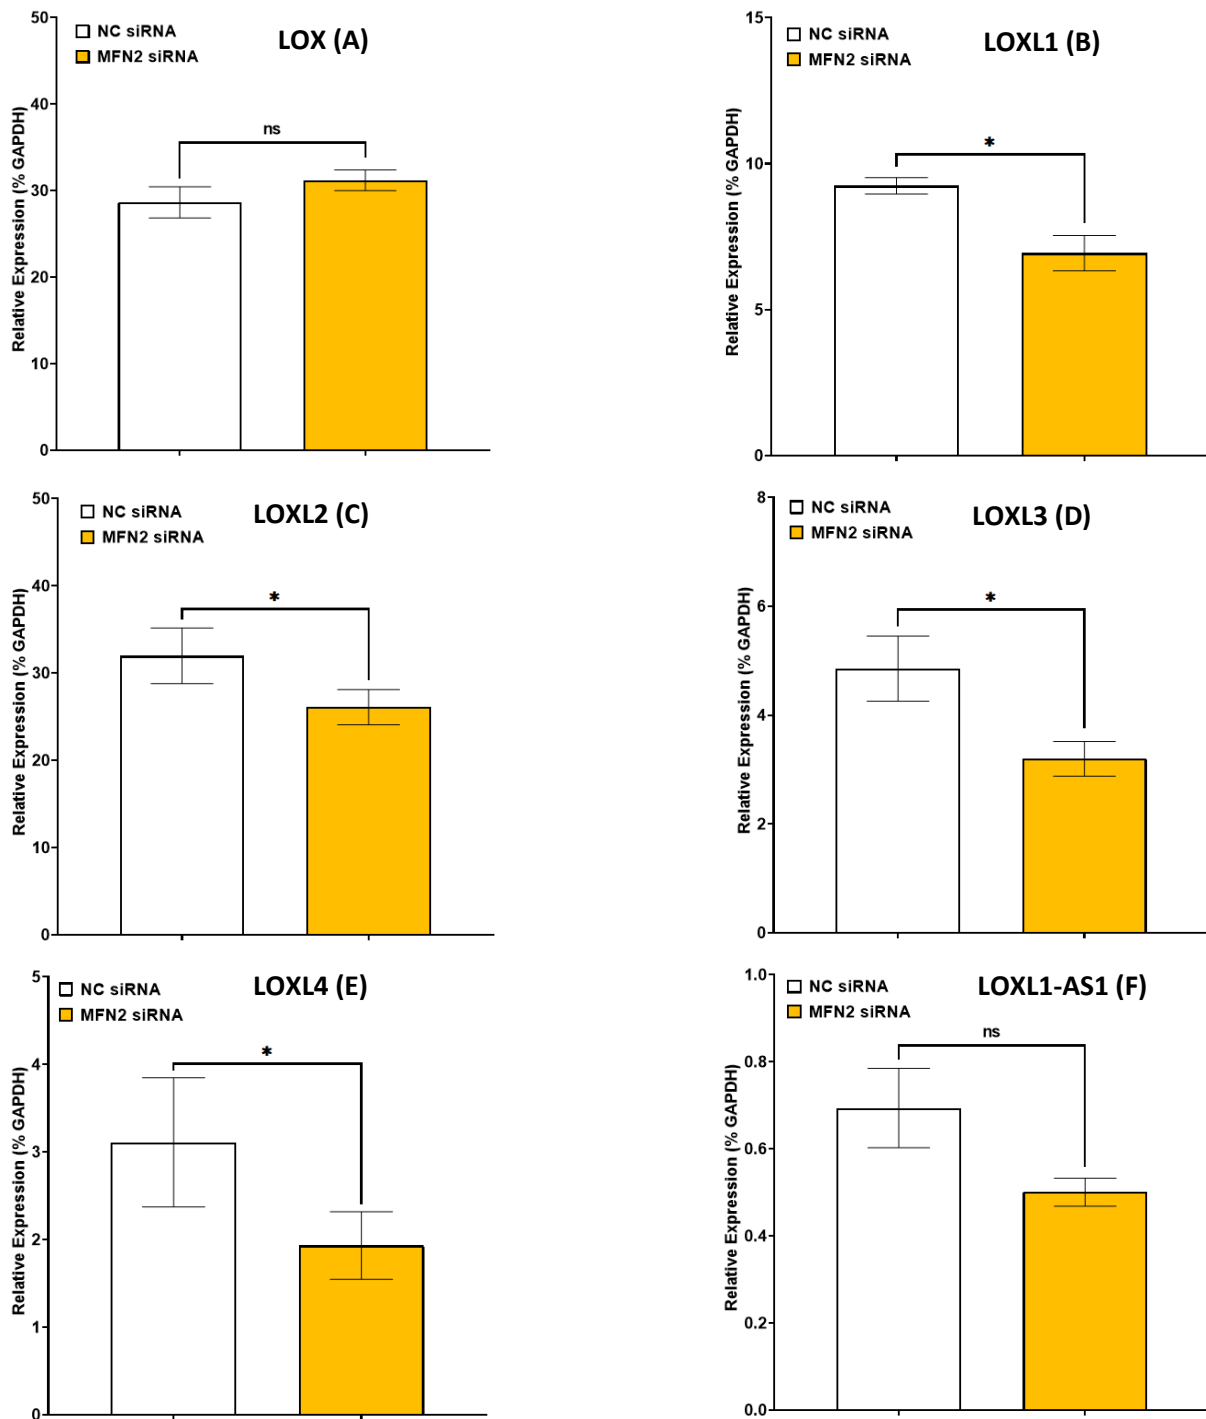 LOX (A)
NC siRNA
MFN2 siRNA
ns
Relative Expression (% GAPDH)
50
40
30
20
10
0
LOXL1 (B)
NC siRNA
MFN2 siRNA
*
Relative Expression (% GAPDH)
15
10
5
0
LOXL2 (C)
NC siRNA
MFN2 siRNA
*
Relative Expression (% GAPDH)
50
40
30
20
10
0
LOXL3 (D)
NC siRNA
MFN2 siRNA
*
Relative Expression (% GAPDH)
8
6
4
2
0
LOXL4 (E)
NC siRNA
MFN2 siRNA
*
Relative Expression (% GAPDH)
5
4
3
2
1
0
LOXL1-AS1 (F)
NC siRNA
MFN2 siRNA
ns
Relative Expression (% GAPDH)
1.0
0.8
0.6
0.4
0.2
0.0